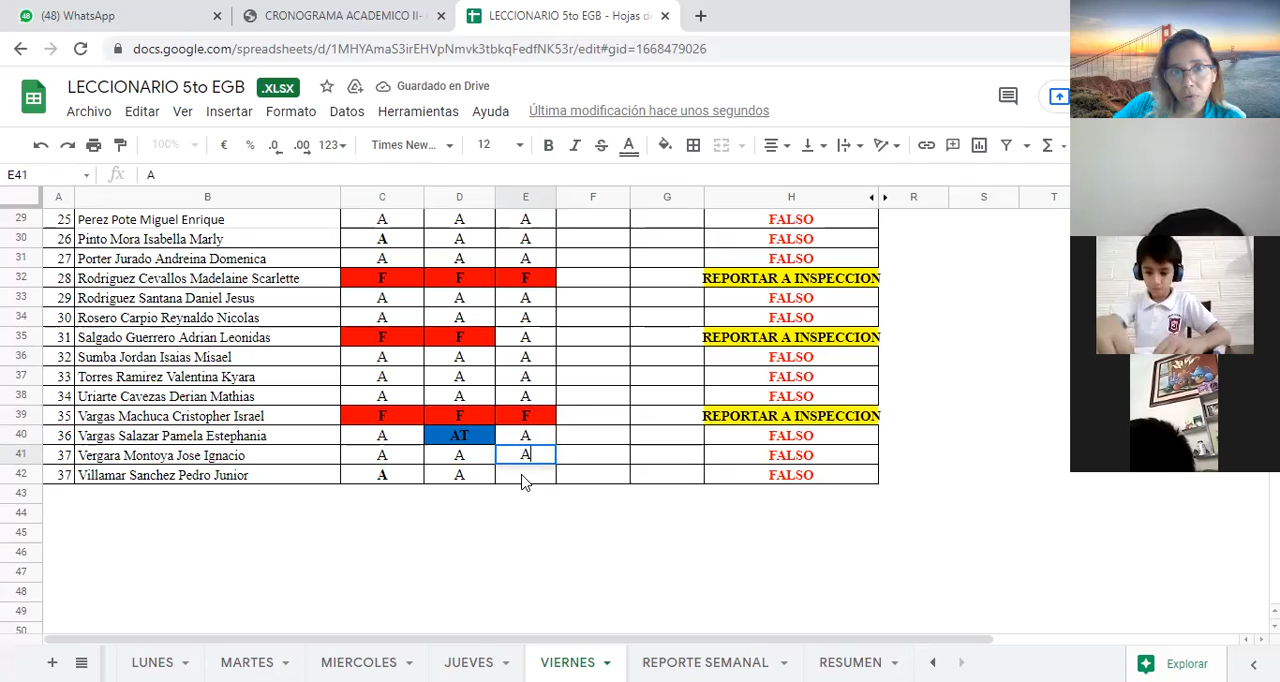 (48) WhatsApp
CRONOGRAMA ACADEMICO II-
LECCIONARIO 5to EGB - Hojas de
docs.google.com/spreadsheets/d/1MHYAmaS3irEHVpNmvk3tbkqFedfNK53r/edit#gid=1668479026
LECCIONARIO 5to EGB .XLSX Guardado en Drive
Archivo Editar Ver Insertar Formato Datos Herramientas Ayuda Última modificación hace unos segundos
100% € % .0 .00 123 Times New... 12 B I S A Σ
E41 fx A
A B C D E F G H R S T
29 25 Perez Pote Miguel Enrique A A A FALSO
30 26 Pinto Mora Isabella Marly A A A FALSO
31 27 Porter Jurado Andreina Domenica A A A FALSO
32 28 Rodriguez Cevallos Madelaine Scarlette F F F REPORTAR A INSPECCION
33 29 Rodriguez Santana Daniel Jesus A A A FALSO
34 30 Rosero Carpio Reynaldo Nicolas A A A FALSO
35 31 Salgado Guerrero Adrian Leonidas F F A REPORTAR A INSPECCION
36 32 Sumba Jordan Isaias Misael A A A FALSO
37 33 Torres Ramirez Valentina Kyara A A A FALSO
38 34 Uriarte Cavezas Derian Mathias A A A FALSO
39 35 Vargas Machuca Cristopher Israel F F F REPORTAR A INSPECCION
40 36 Vargas Salazar Pamela Estephania A AT A FALSO
41 37 Vergara Montoya Jose Ignacio A A A FALSO
42 37 Villamar Sanchez Pedro Junior A A FALSO
43
44
45
46
47
48
49
50
LUNES MARTES MIERCOLES JUEVES VIERNES REPORTE SEMANAL RESUMEN Explorar